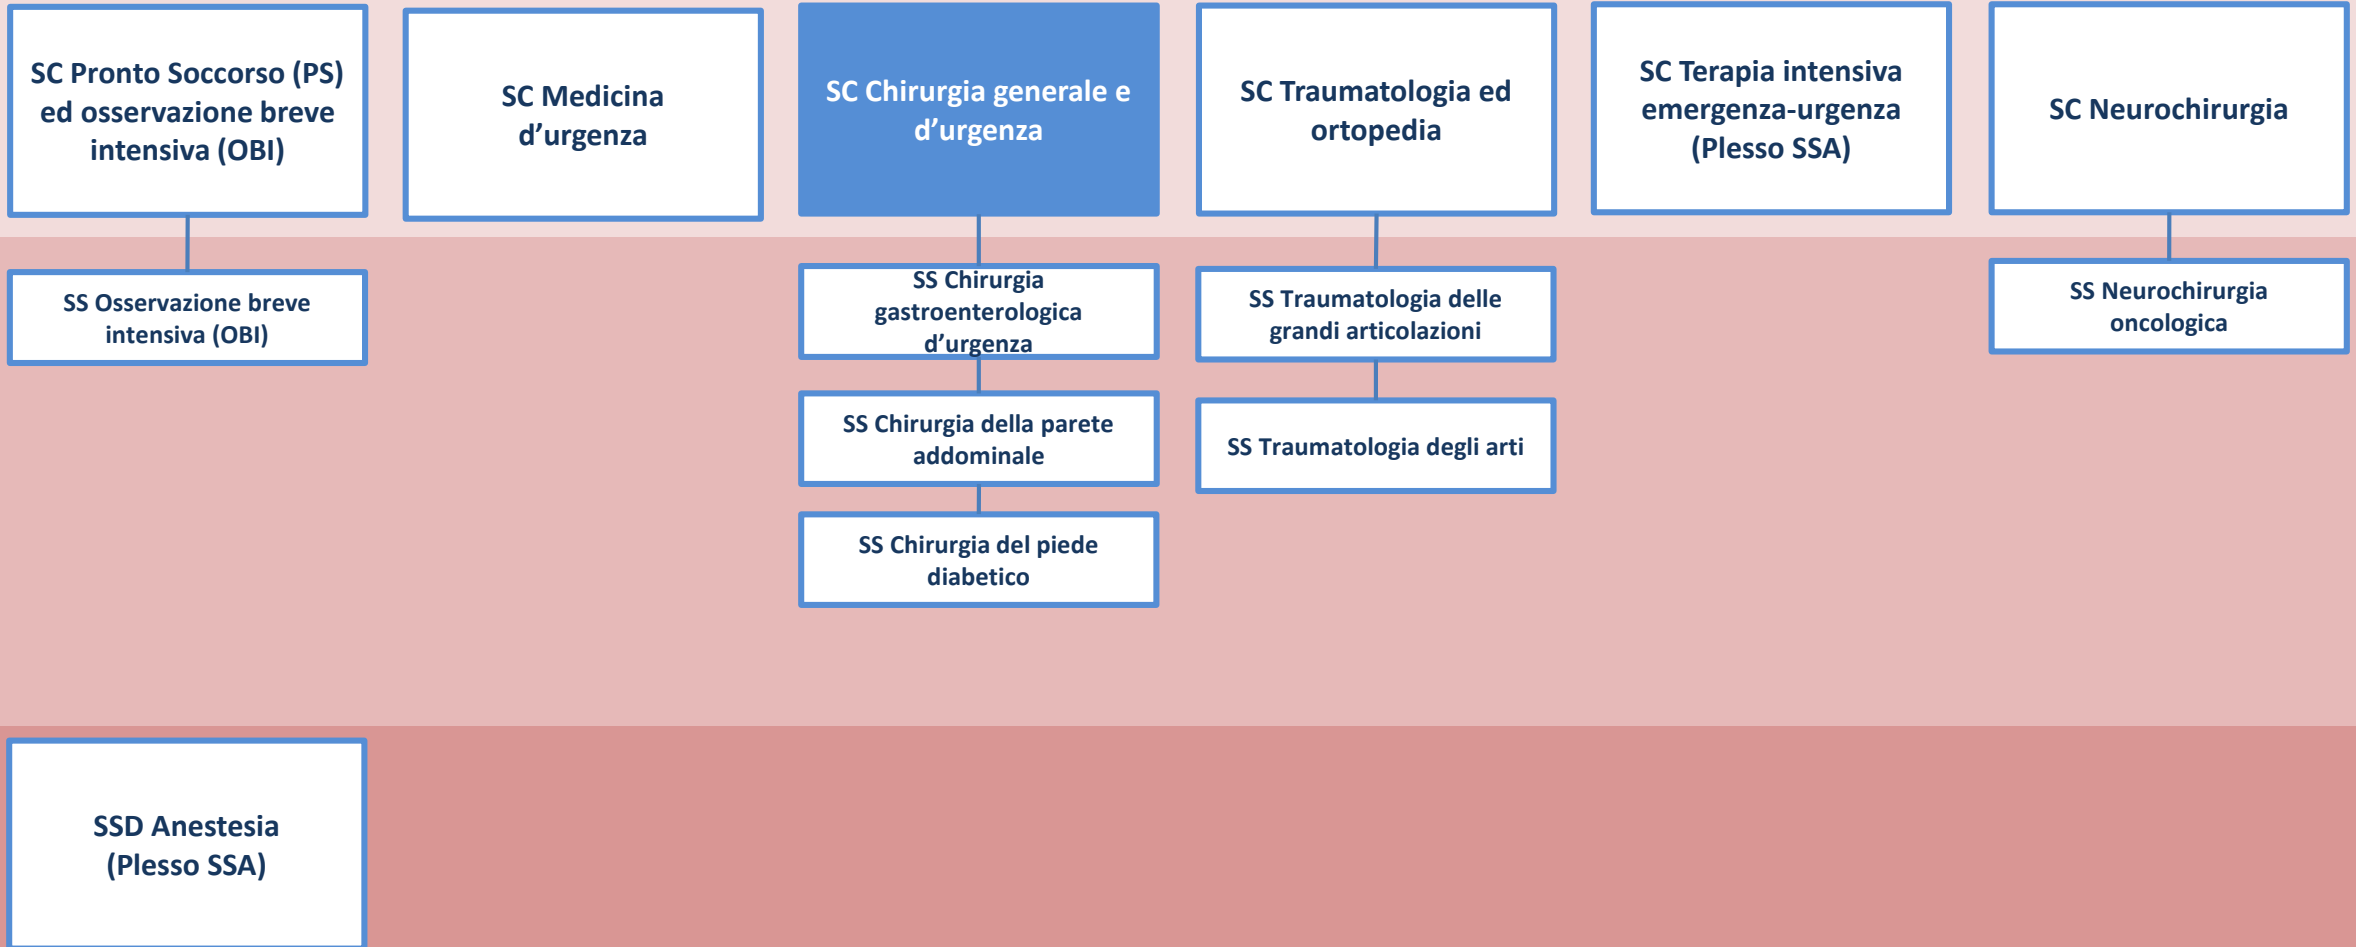 SC Pronto Soccorso (PS)
ed osservazione breve
intensiva (OBI)
SC Medicina
d’urgenza
SC Chirurgia generale e
d’urgenza
SC Traumatologia ed
ortopedia
SC Terapia intensiva
emergenza-urgenza
(Plesso SSA)
SC Neurochirurgia
SS Osservazione breve
intensiva (OBI)
SS Chirurgia
gastroenterologica
d’urgenza
SS Traumatologia delle
grandi articolazioni
SS Neurochirurgia
oncologica
SS Chirurgia della parete
addominale
SS Traumatologia degli arti
SS Chirurgia del piede
diabetico
SSD Anestesia
(Plesso SSA)